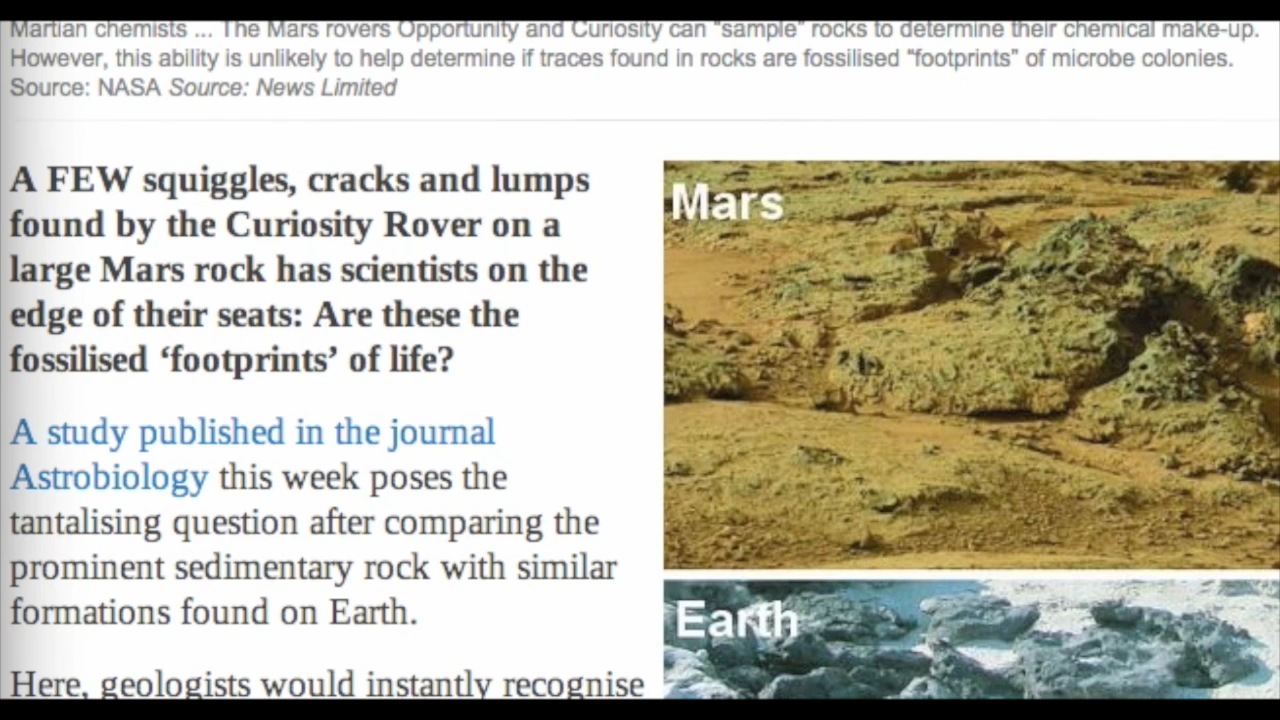 Martian chemists ... The Mars rovers Opportunity and Curiosity can “sample” rocks to determine their chemical make-up.
However, this ability is unlikely to help determine if traces found in rocks are fossilised “footprints” of microbe colonies.
Source: NASA Source: News Limited
A FEW squiggles, cracks and lumps
found by the Curiosity Rover on a
large Mars rock has scientists on the
edge of their seats: Are these the
fossilised ‘footprints’ of life?
A study published in the journal
Astrobiology this week poses the
tantalising question after comparing the
prominent sedimentary rock with similar
formations found on Earth.
Here, geologists would instantly recognise
Mars
Earth